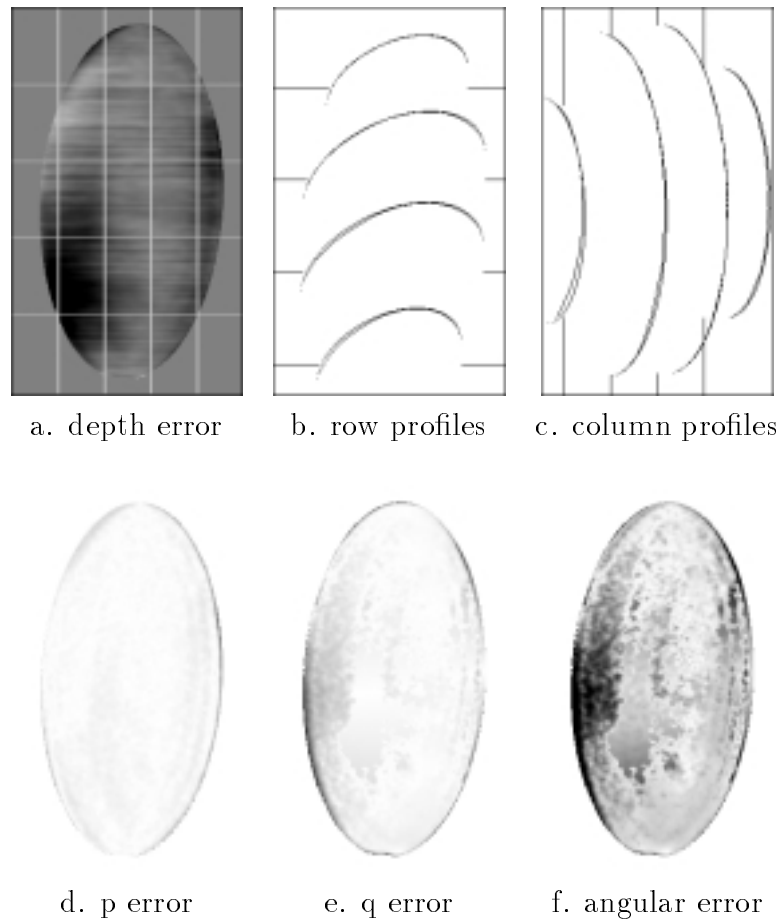 a. depth error
b. row profiles
c. column profiles
d. p error
e. q error
f. angular error